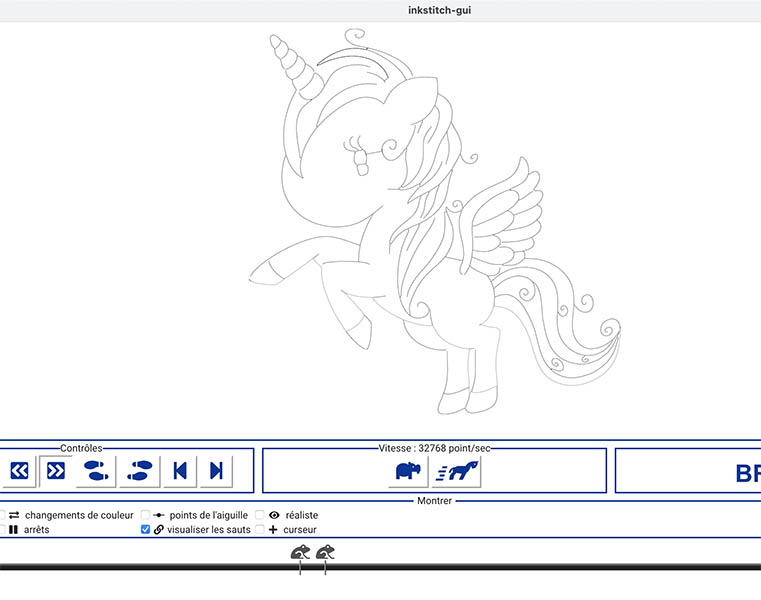 inkstitch-gui
Contrôles
Vitesse : 32768 point/sec
BR
Montrer
changements de couleur points de l'aiguille réaliste
arrêts visualiser les sauts curseur